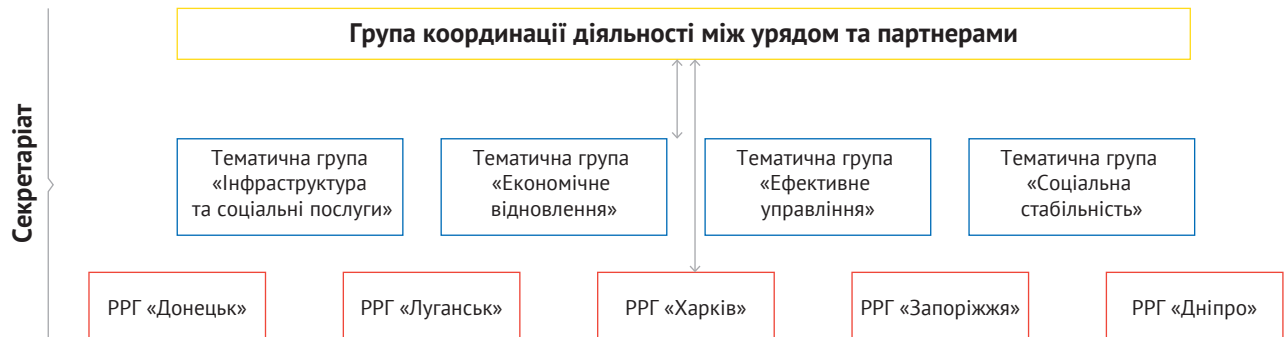 Група координації діяльності між урядом та партнерами
Секретаріат
Тематична група
«Інфраструктура
та соціальні послуги»
Тематична група
«Економічне
відновлення»
Тематична група
«Ефективне
управління»
Тематична група
«Соціальна
стабільність»
РРГ «Донецьк»
РРГ «Луганськ»
РРГ «Харків»
РРГ «Запоріжжя»
РРГ «Дніпро»